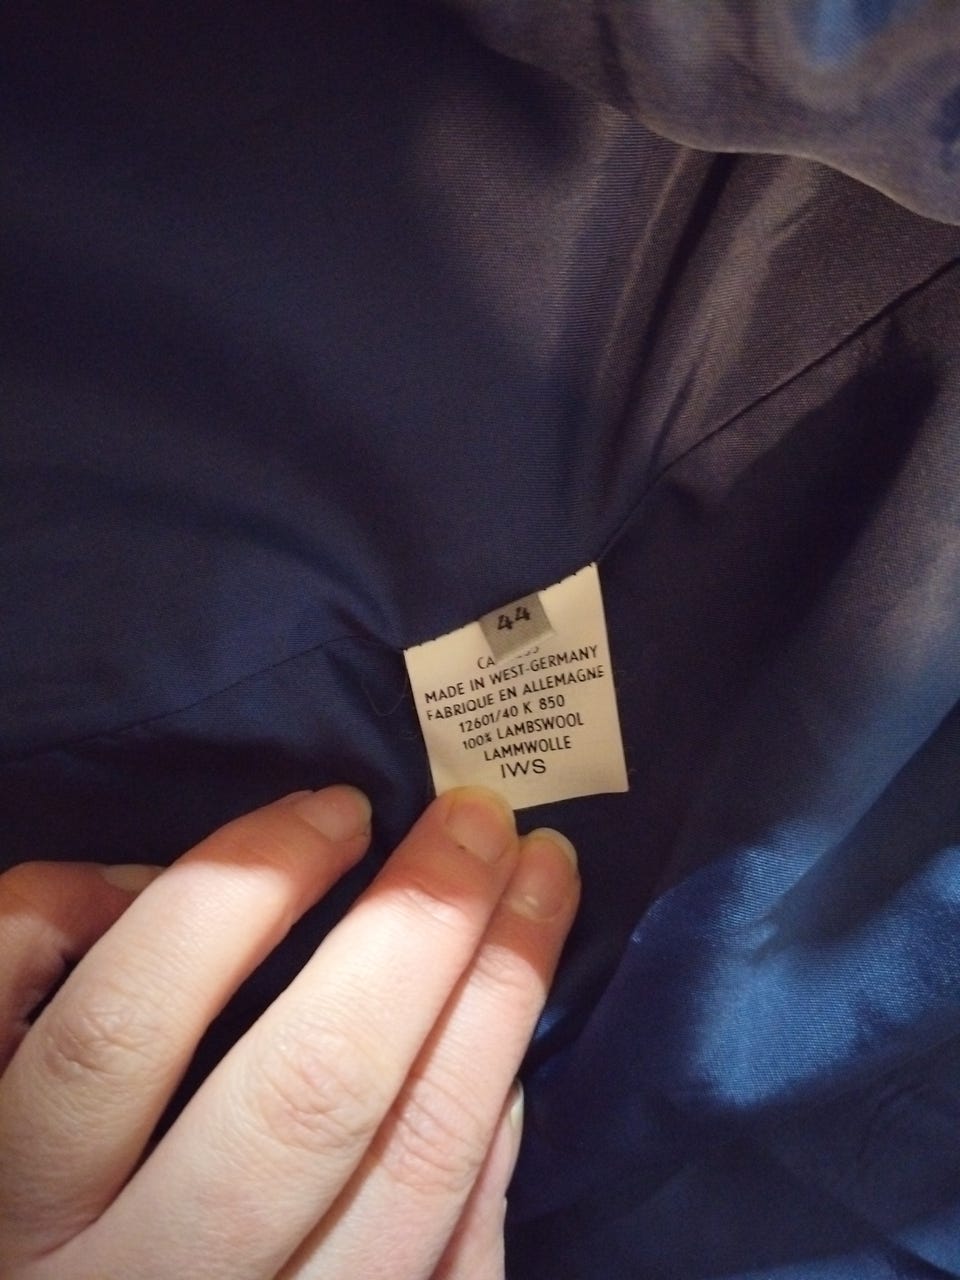 44
MADE IN WEST-GERMANY
FABRIQUE EN ALLEMAGNE
12601/40 K 850
100% LAMBSWOOL
LAMMWOLLE
IWS